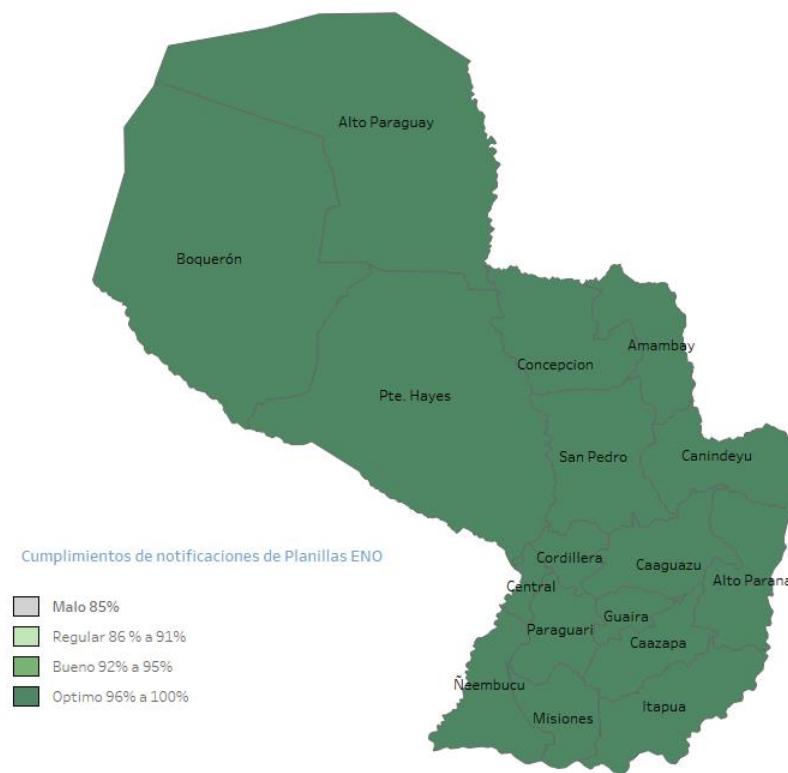 Alto Paraguay
Boquerón
Amambay
Concepcion
Pte. Hayes
San Pedro
Canindeyu
Cumplimientos de notificaciones de Planillas ENO
Cordillera
Caaguazu
Alto Parana
Central
Malo 85%
Guaira
Regular 86 % a 91%
Paraguari
Caazapa
Bueno 92% a 95%
Ñeembucu
Optimo 96% a 100%
Itapua
Misiones